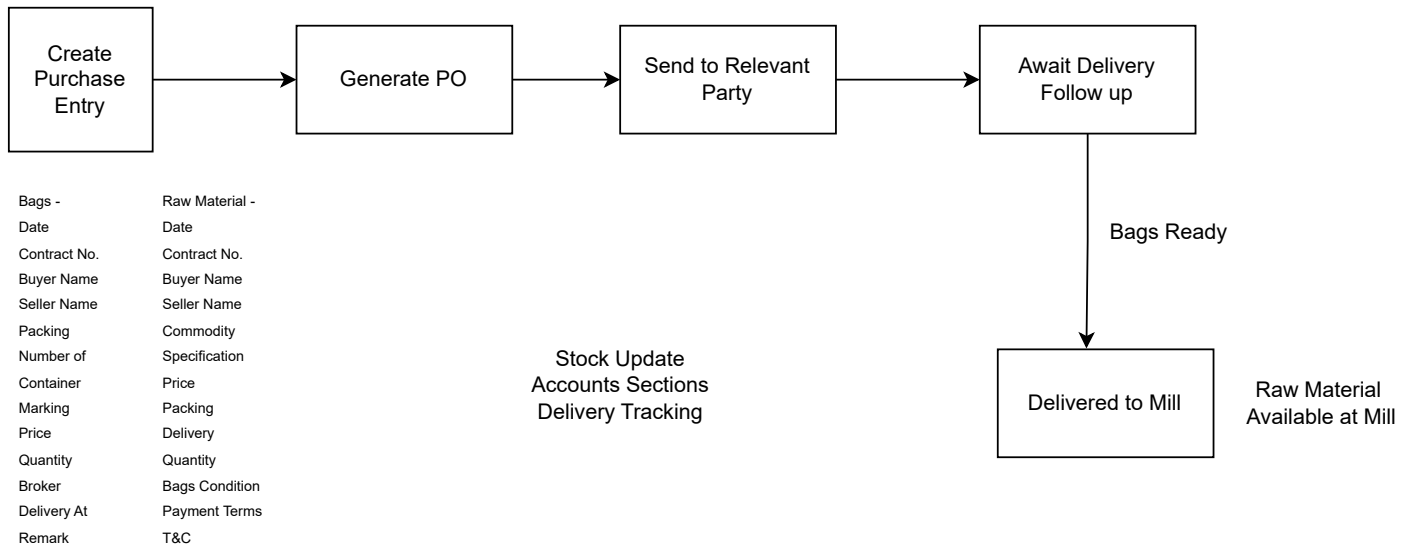 Create
Purchase
Entry
Generate PO
Send to Relevant
Party
Await Delivery
Follow up
Bags Ready
Delivered to Mill
Raw Material
Available at Mill
Stock Update
Accounts Sections
Delivery Tracking
Bags -
Date
Contract No.
Buyer Name
Seller Name
Packing
Number of
Container
Marking
Price
Quantity
Broker
Delivery At
Remark
Raw Material -
Date
Contract No.
Buyer Name
Seller Name
Commodity
Specification
Price
Packing
Delivery
Quantity
Bags Condition
Payment Terms
T&C